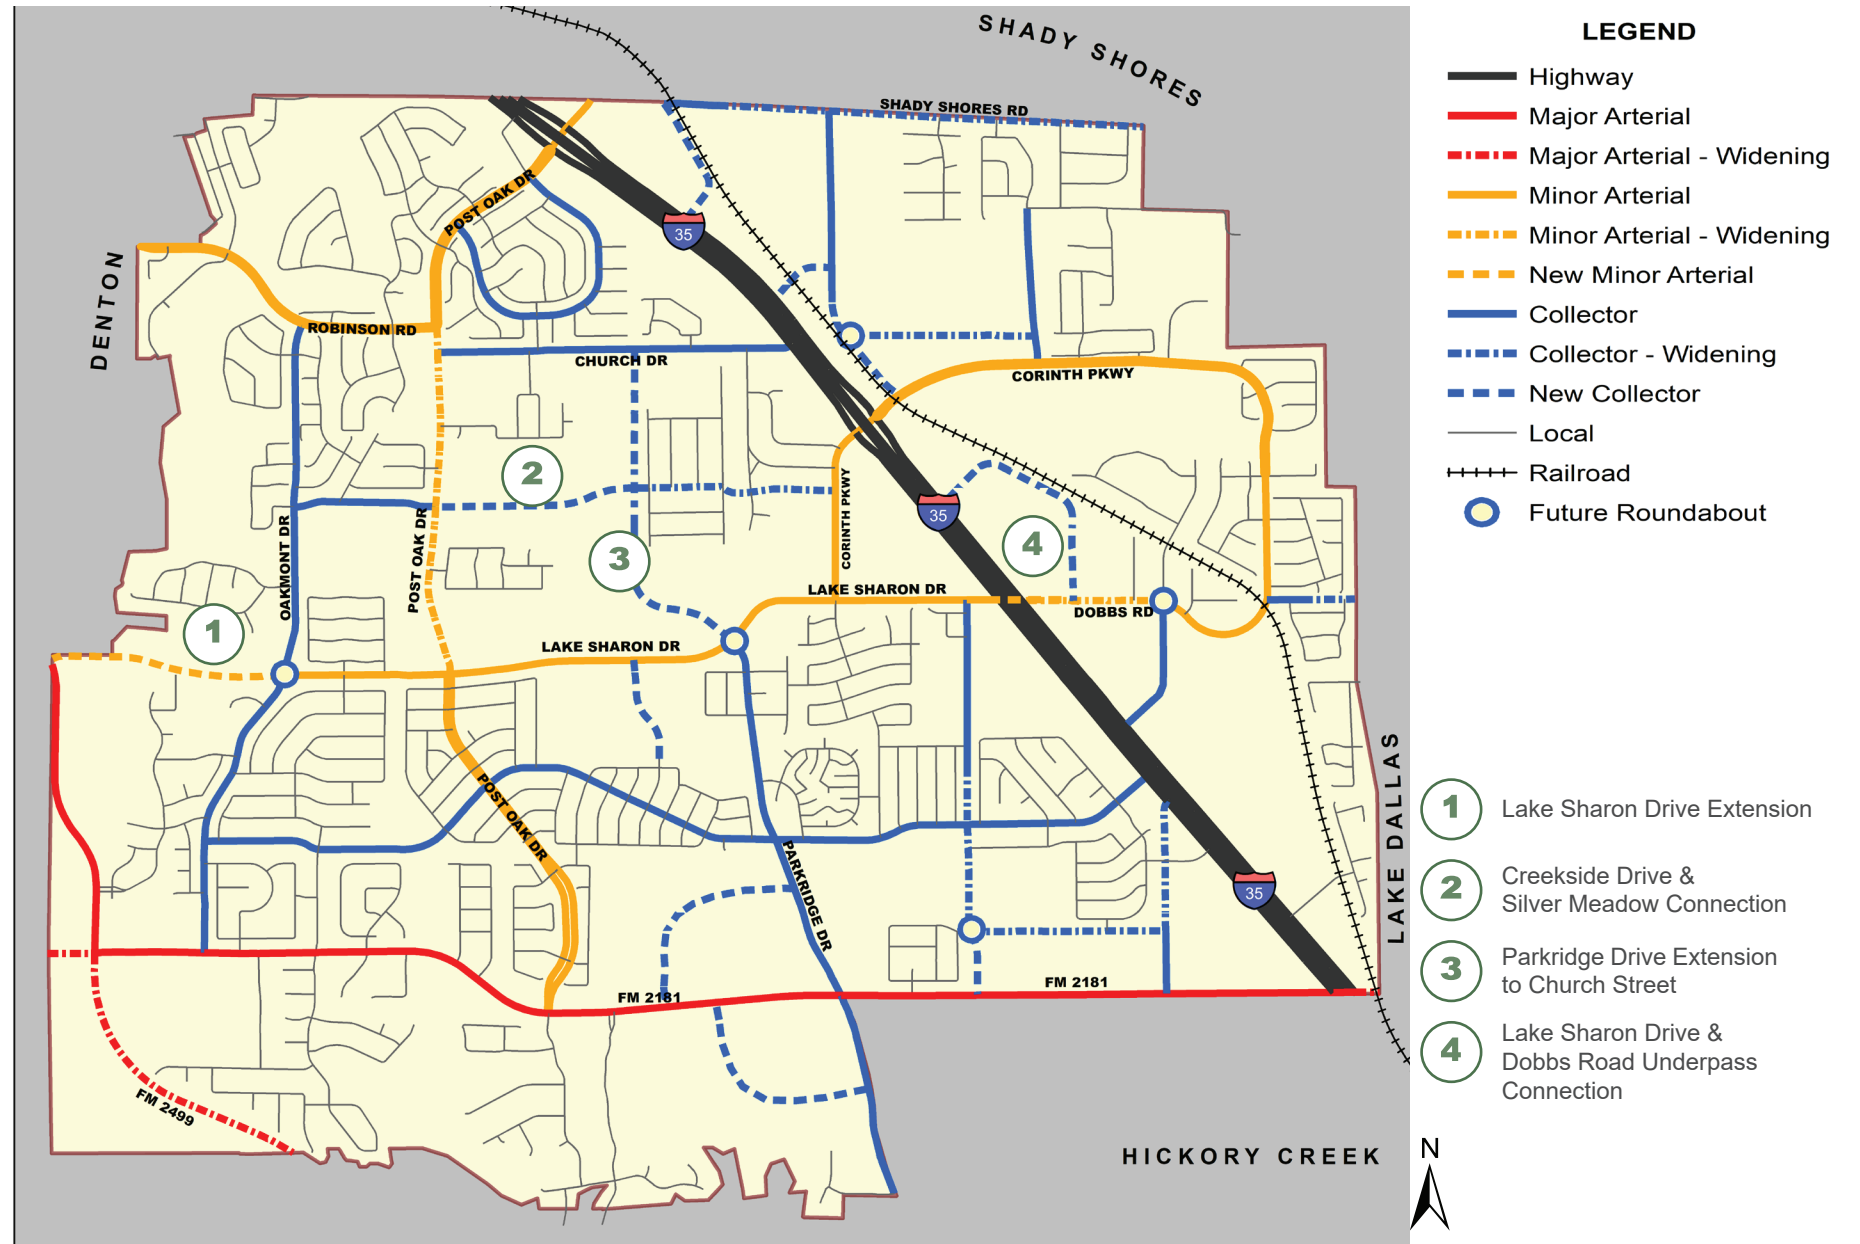 SHADY SHORES
SHADY SHORES RD
POST OAK DR
35
DENTON
ROBINSON RD
CHURCH DR
CORINTH PKWY
2
35
CORINTH PKWY
OAKMONT DR
POST OAK DR
3
4
LAKE SHARON DR
DOBBS RD
1
LAKE SHARON DR
POST OAK DR
PARKRIDGE DR
35
LAKE DALLAS
FM 2181
FM 2181
FM 2499
HICKORY CREEK
LEGEND
Highway
Major Arterial
Major Arterial - Widening
Minor Arterial
Minor Arterial - Widening
New Minor Arterial
Collector
Collector - Widening
New Collector
Local
Railroad
Future Roundabout
1 Lake Sharon Drive Extension
2 Creekside Drive &
Silver Meadow Connection
3 Parkridge Drive Extension
to Church Street
4 Lake Sharon Drive &
Dobbs Road Underpass
Connection
N